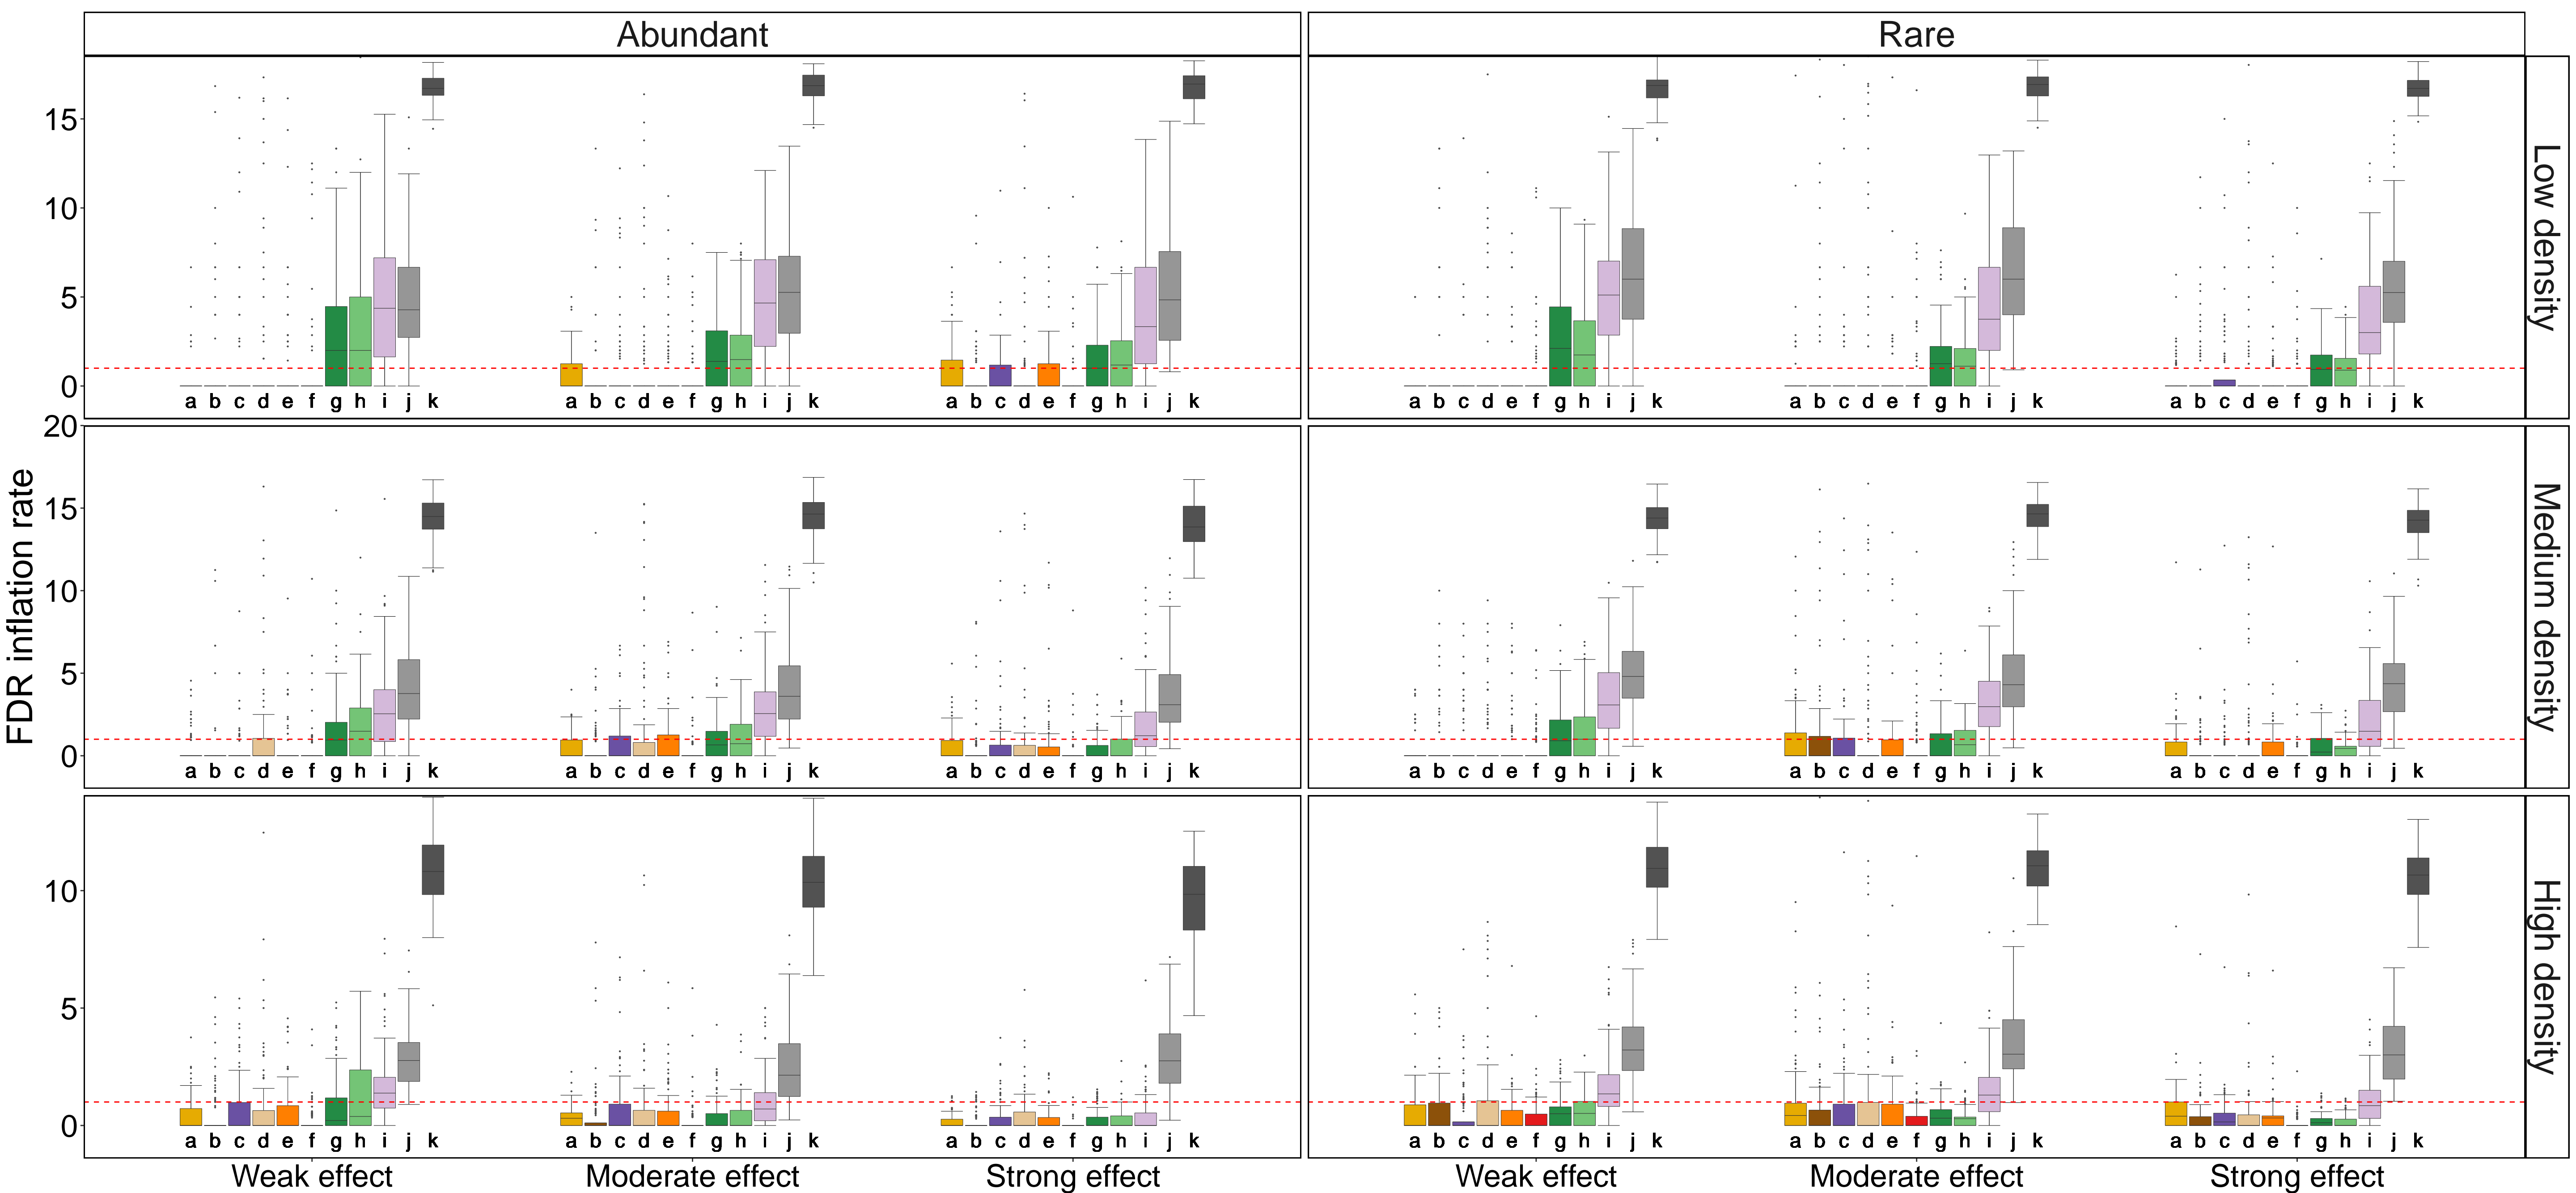 Abundant
Rare
15
10
5
0
a b c d e f g h i j k a b c d e f g h i j k a b c d e f g h i j k
a b c d e f g h i j k a b c d e f g h i j k a b c d e f g h i j k
Low density
FDR inflation rate
20
15
10
5
0
a b c d e f g h i j k a b c d e f g h i j k a b c d e f g h i j k
a b c d e f g h i j k a b c d e f g h i j k a b c d e f g h i j k
Medium density
10
5
0
a b c d e f g h i j k a b c d e f g h i j k a b c d e f g h i j k
a b c d e f g h i j k a b c d e f g h i j k a b c d e f g h i j k
High density
Weak effect Moderate effect Strong effect
Weak effect Moderate effect Strong effect